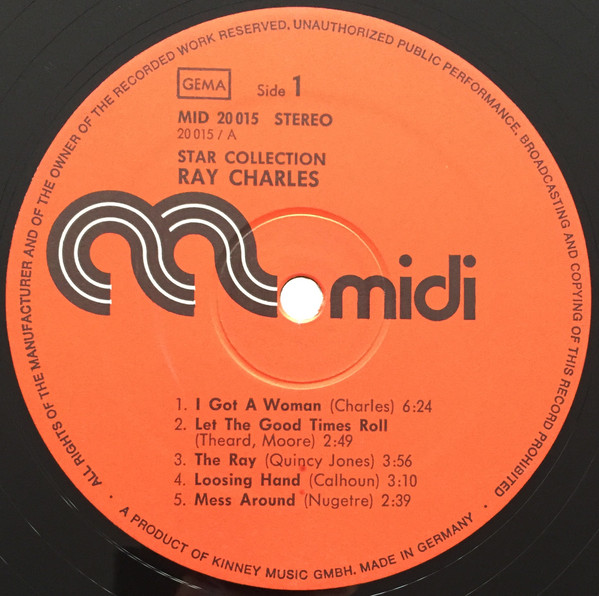 ALL RIGHTS OF THE MANUFACTURER AND OF THE OWNER OF THE RECORDED WORK RESERVED. UNAUTHORIZED PUBLIC PERFORMANCE, BROADCASTING AND COPYING OF THIS RECORD PROHIBITED
GEMA Side 1
MID 20 015 STEREO
20 015 / A
STAR COLLECTION
RAY CHARLES
midi
1. I Got A Woman (Charles) 6:24
2. Let The Good Times Roll
(Theard, Moore) 2:49
3. The Ray (Quincy Jones) 3:56
4. Loosing Hand (Calhoun) 3:10
5. Mess Around (Nugetre) 2:39
· A PRODUCT OF KINNEY MUSIC GMBH. MADE IN GERMANY ·